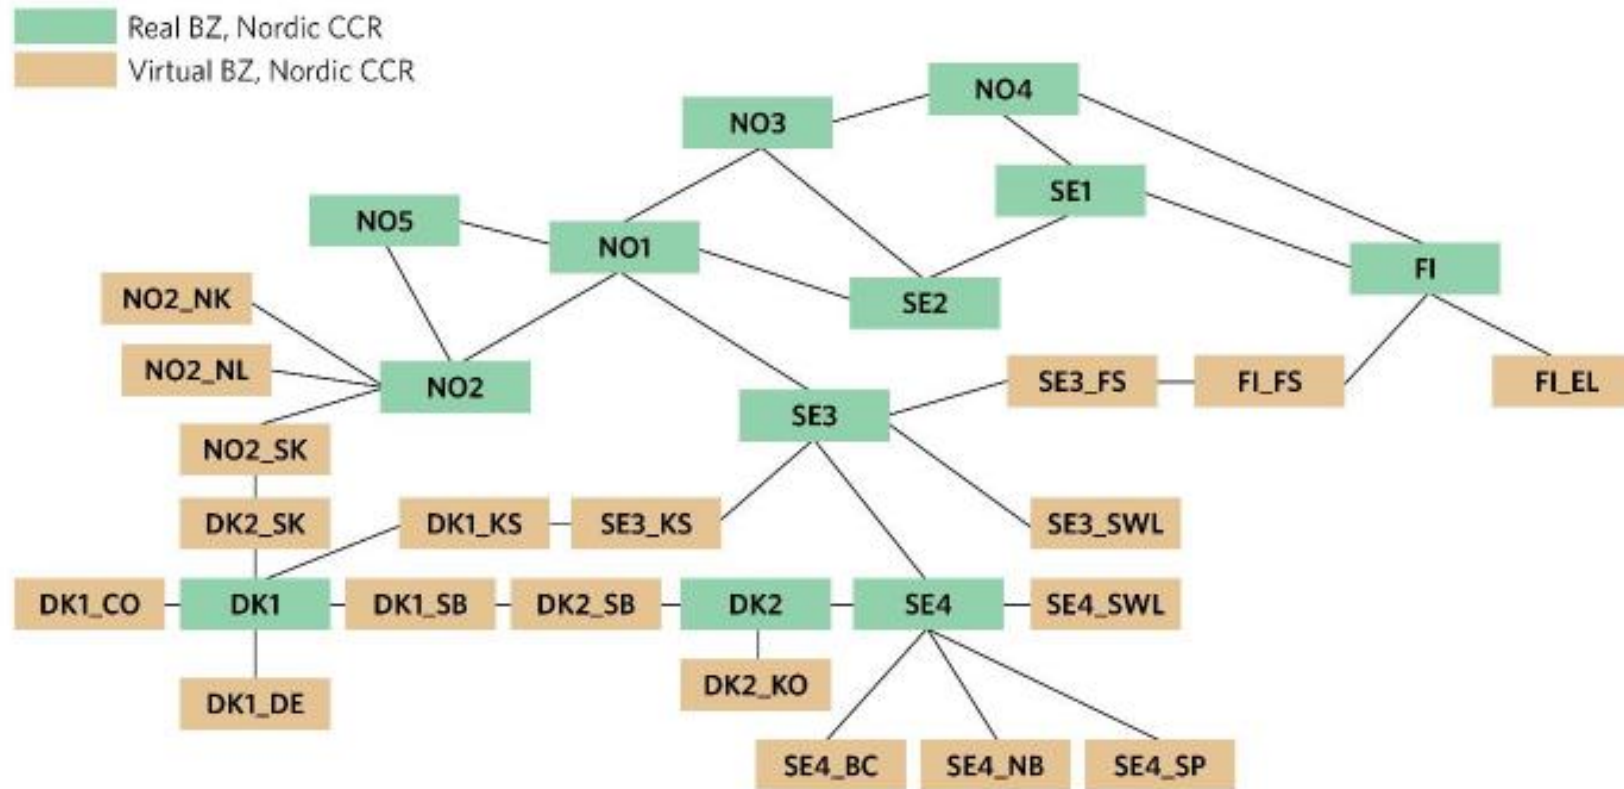 Real BZ, Nordic CCR
Virtual BZ, Nordic CCR
NO4
NO3
SE1
NO5
NO1
FI
NO2_NK
SE2
NO2_NL
NO2
SE3_FS
FI_FS
FI_EL
SE3
NO2_SK
DK2_SK
DK1_KS
SE3_KS
SE3_SWL
DK1_CO
DK1
DK1_SB
DK2_SB
DK2
SE4
SE4_SWL
DK2_KO
DK1_DE
SE4_BC
SE4_NB
SE4_SP